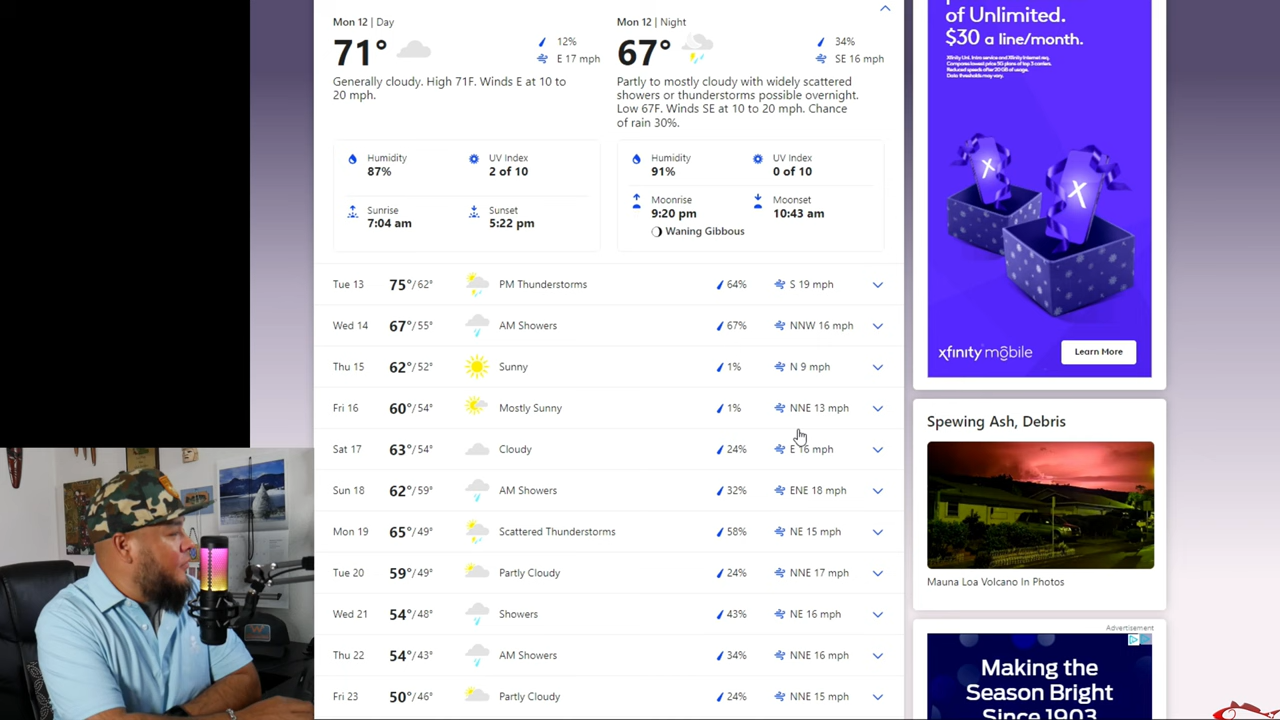 Mon 12 | Day
71°
12%
E 17 mph
Generally cloudy. High 71F. Winds E at 10 to
20 mph.
Humidity
87%
UV Index
2 of 10
Sunrise
7:04 am
Sunset
5:22 pm
Mon 12 | Night
67°
34%
SE 16 mph
Partly to mostly cloudy with widely scattered
showers or thunderstorms possible overnight.
Low 67F. Winds SE at 10 to 20 mph. Chance
of rain 30%.
Humidity
91%
UV Index
0 of 10
Moonrise
9:20 pm
Waning Gibbous
Moonset
10:43 am
Tue 13 75°/62° PM Thunderstorms 64% S 19 mph
Wed 14 67°/55° AM Showers 67% NNW 16 mph
Thu 15 62°/52° Sunny 1% N 9 mph
Fri 16 60°/54° Mostly Sunny 1% NNE 13 mph
Sat 17 63°/54° Cloudy 24% E 16 mph
Sun 18 62°/59° AM Showers 32% ENE 18 mph
Mon 19 65°/49° Scattered Thunderstorms 58% NE 15 mph
Tue 20 59°/49° Partly Cloudy 24% NNE 17 mph
Wed 21 54°/48° Showers 43% NE 16 mph
Thu 22 54°/43° AM Showers 34% NNE 16 mph
Fri 23 50°/46° Partly Cloudy 24% NNE 15 mph
of Unlimited.
$30 a line/month.
X
X
xfinity mobile
Learn More
Spewing Ash, Debris
Mauna Loa Volcano In Photos
Advertisement
Making the
Season Bright
Since 1903